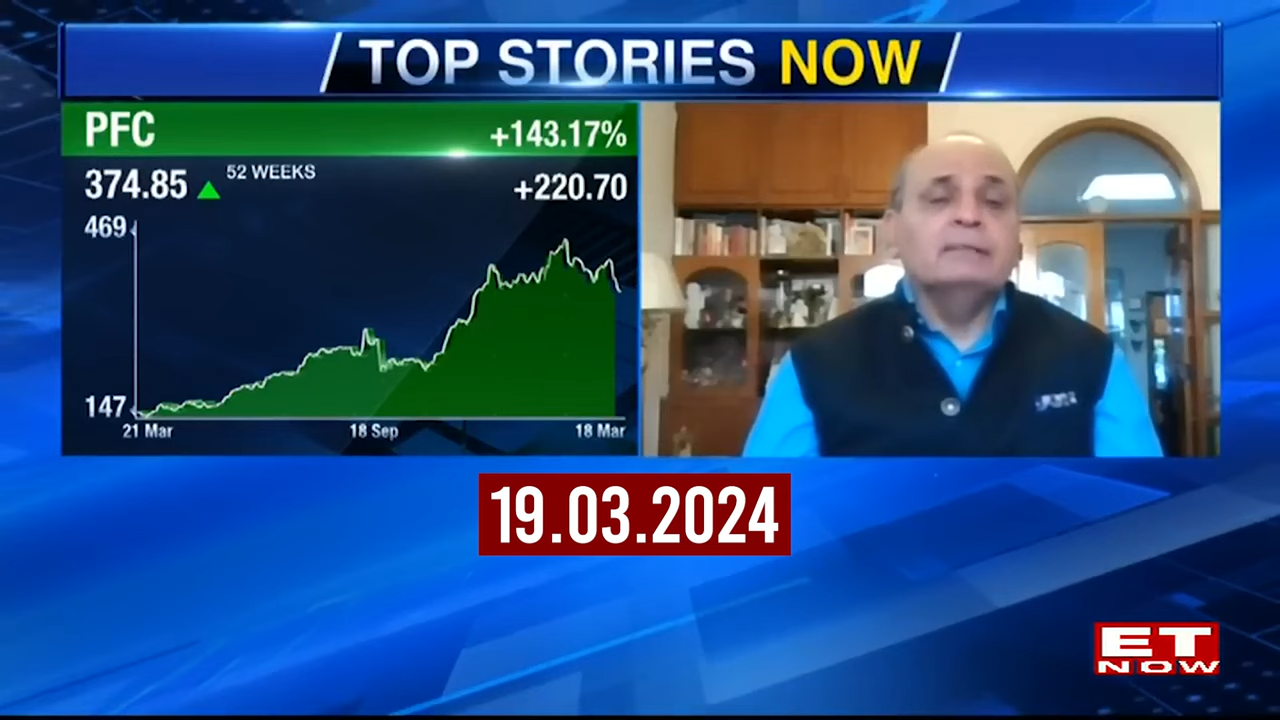 / TOP STORIES NOW /
PFC +143.17%
374.85 ▲ 52 WEEKS +220.70
469
147
21 Mar 18 Sep 18 Mar
19.03.2024
ET
NOW